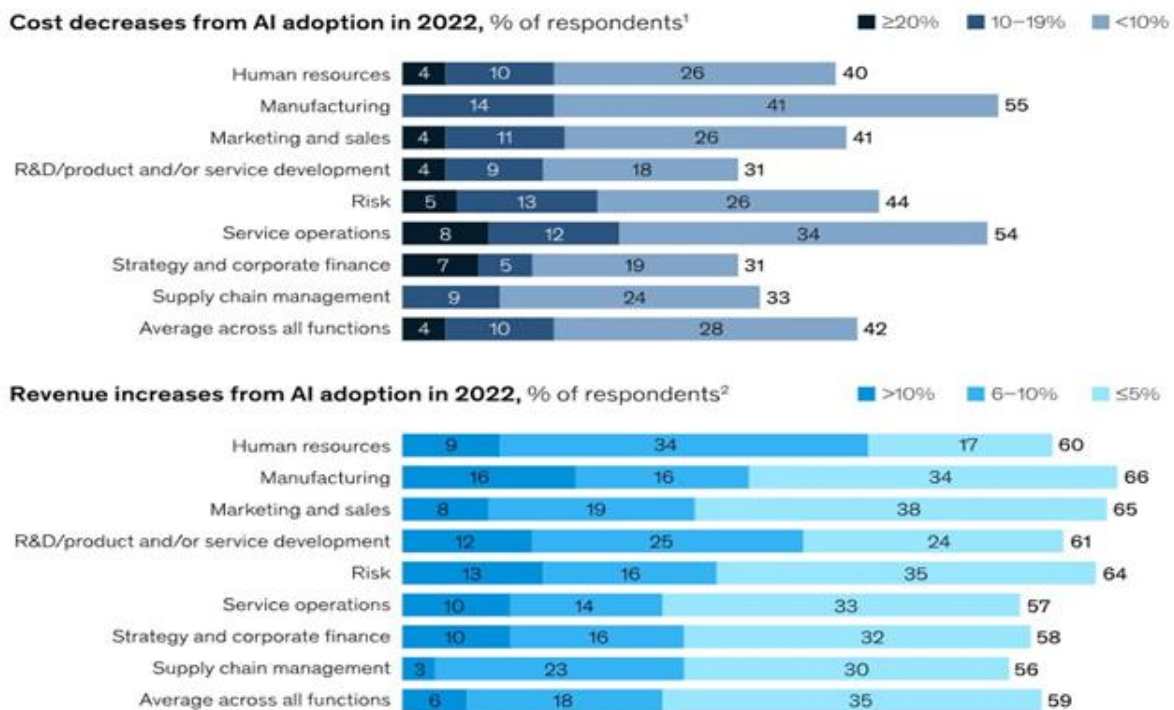 Cost decreases from AI adoption in 2022, % of respondents¹ ≥20% 10–19% <10%
Human resources 4 10 26 40
Manufacturing 14 41 55
Marketing and sales 4 11 26 41
R&D/product and/or service development 4 9 18 31
Risk 5 13 26 44
Service operations 8 12 34 54
Strategy and corporate finance 7 5 19 31
Supply chain management 9 24 33
Average across all functions 4 10 28 42
Revenue increases from AI adoption in 2022, % of respondents² >10% 6–10% ≤5%
Human resources 9 34 17 60
Manufacturing 16 16 34 66
Marketing and sales 8 19 38 65
R&D/product and/or service development 12 25 24 61
Risk 13 16 35 64
Service operations 10 14 33 57
Strategy and corporate finance 10 16 32 58
Supply chain management 3 23 30 56
Average across all functions 6 18 35 59